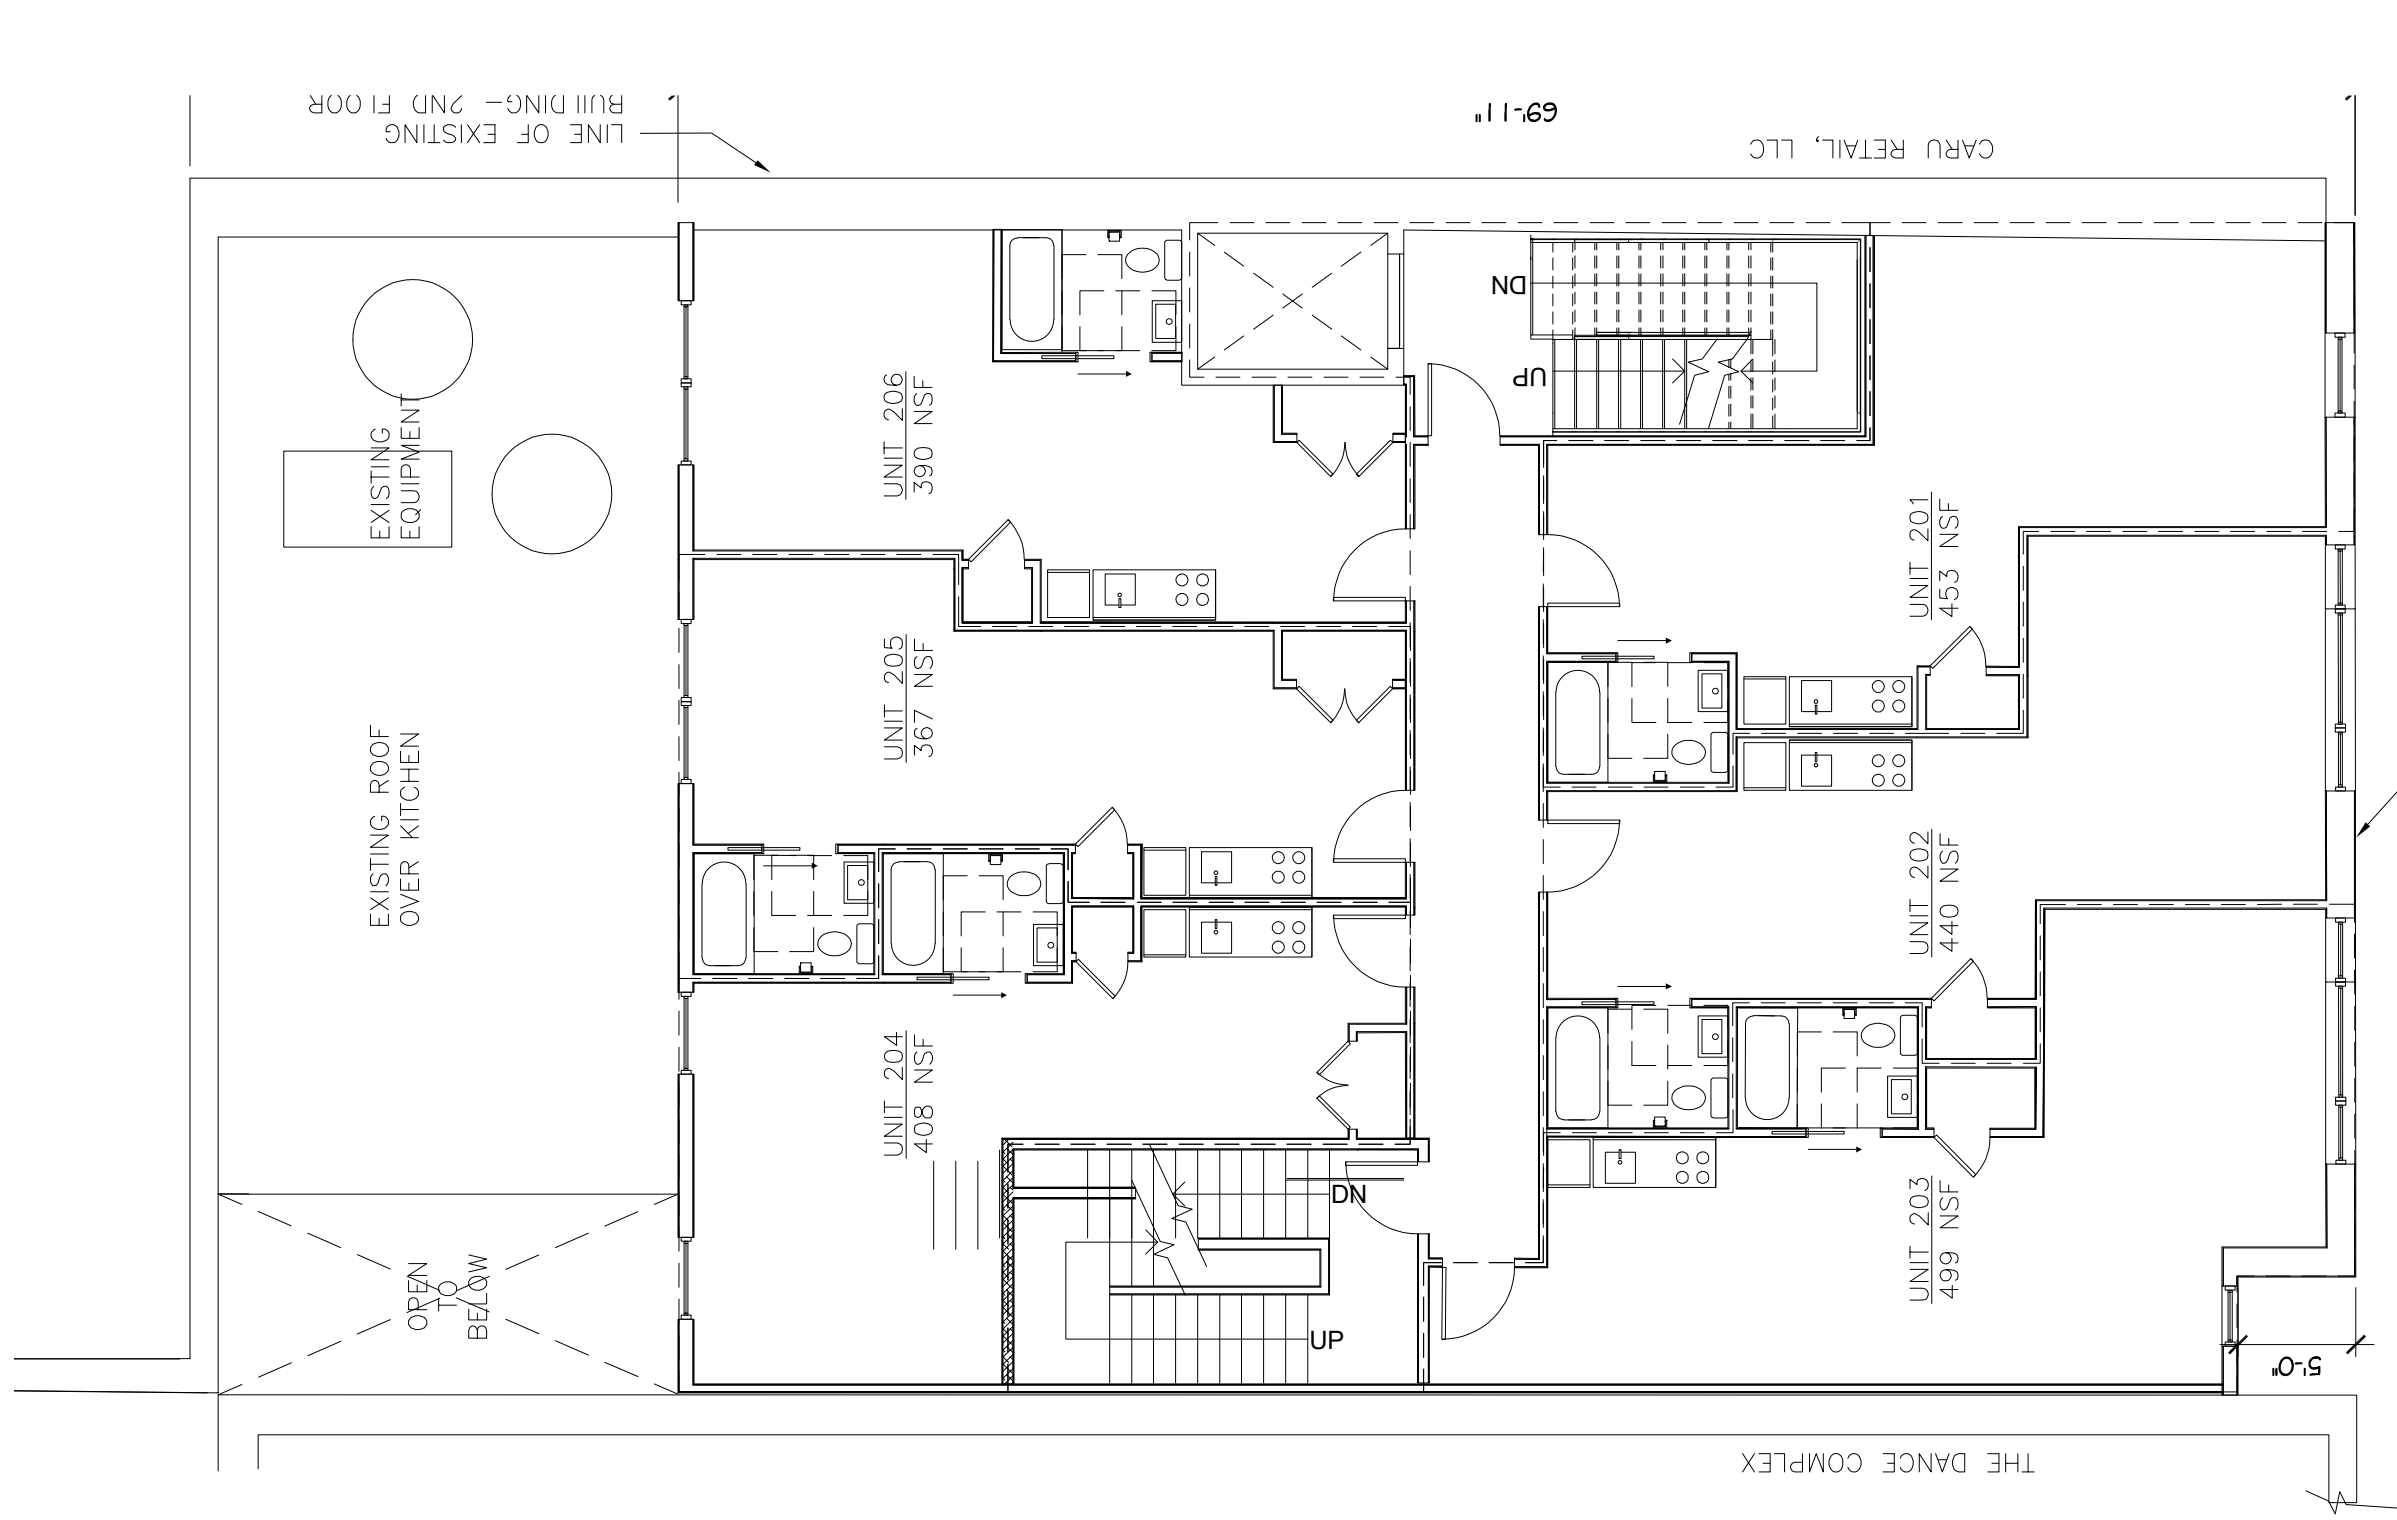 LINE OF EXISTING
BUILDING- 2ND FLOOR
69'-11"
CARU RETAIL, LLC
EXISTING
EQUIPMENT
UNIT 206
390 NSF
DN
UP
UNIT 201
453 NSF
EXISTING ROOF
OVER KITCHEN
UNIT 205
367 NSF
UNIT 202
440 NSF
UNIT 204
408 NSF
DN
UP
UNIT 203
499 NSF
OPEN
TO
BELOW
5'-0"
THE DANCE COMPLEX